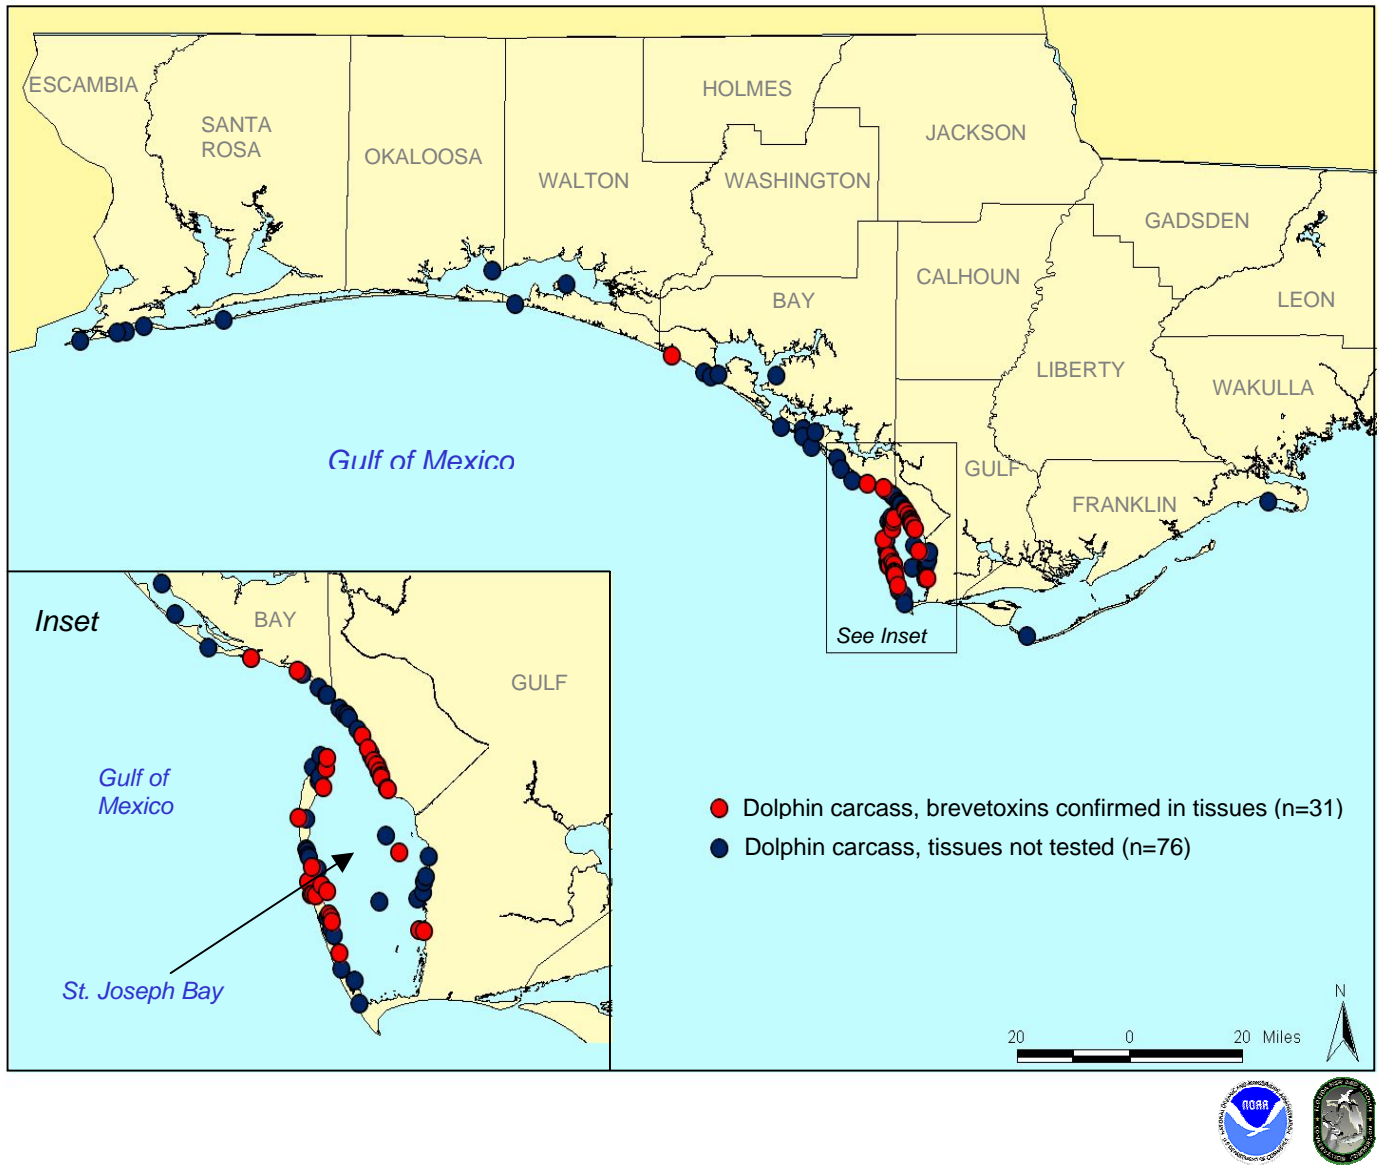 ESCAMBIA
SANTA
ROSA
OKALOOSA
WALTON
HOLMES
WASHINGTON
JACKSON
GADSDEN
CALHOUN
BAY
LEON
LIBERTY
WAKULLA
GULF
FRANKLIN
Gulf of Mexico
See Inset
Inset
BAY
GULF
Gulf of
Mexico
St. Joseph Bay
Dolphin carcass, brevetoxins confirmed in tissues (n=31)
Dolphin carcass, tissues not tested (n=76)
N
20 0 20 Miles
NOAA